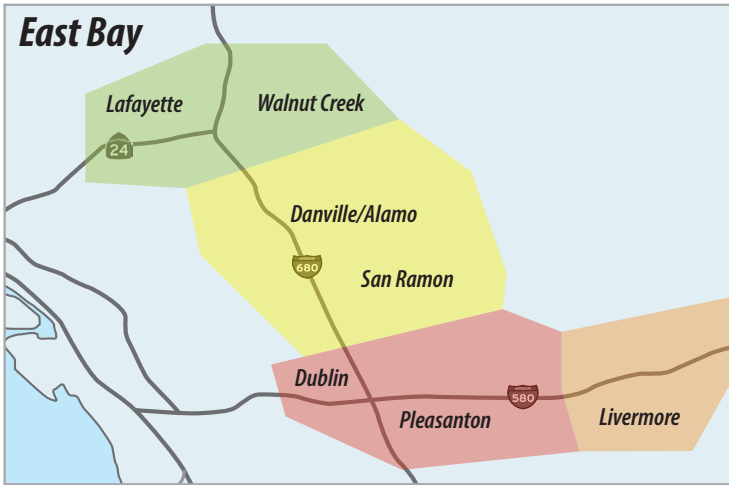 East Bay
Lafayette
Walnut Creek
24
Danville/Alamo
680
San Ramon
Dublin
580
Pleasanton
Livermore